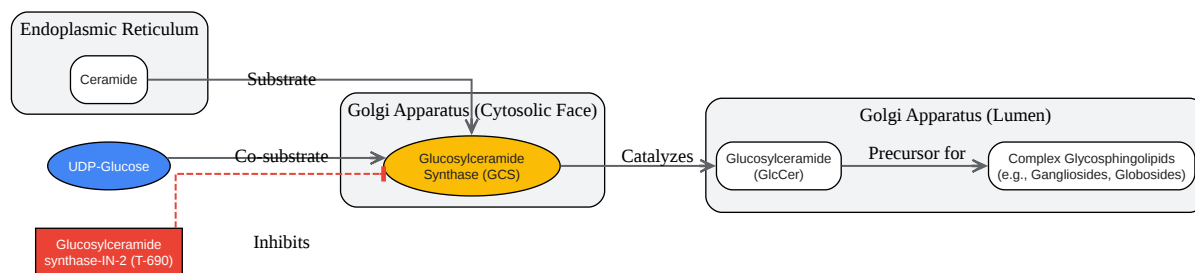 Endoplasmic Reticulum
Ceramide
Substrate
Golgi Apparatus (Cytosolic Face)
Golgi Apparatus (Lumen)
UDP-Glucose
Co-substrate
Glucosylceramide
Synthase (GCS)
Catalyzes
Glucosylceramide
(GlcCer)
Precursor for
Complex Glycosphingolipids
(e.g., Gangliosides, Globosides)
Glucosylceramide
synthase-IN-2 (T-690)
Inhibits